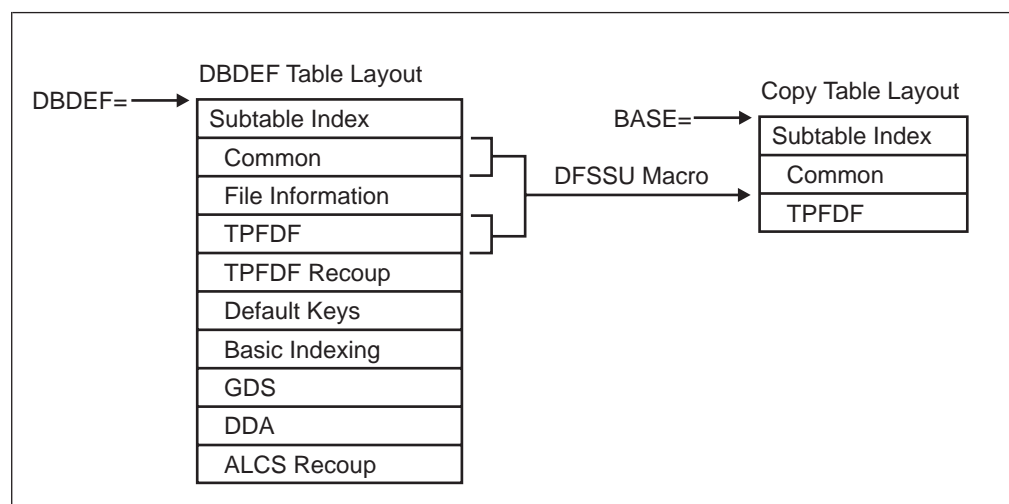 DBDEF Table Layout
DBDEF=
Subtable Index
Common
File Information
TPFDF
TPFDF Recoup
Default Keys
Basic Indexing
GDS
DDA
ALCS Recoup
DFSSU Macro
Copy Table Layout
BASE=
Subtable Index
Common
TPFDF